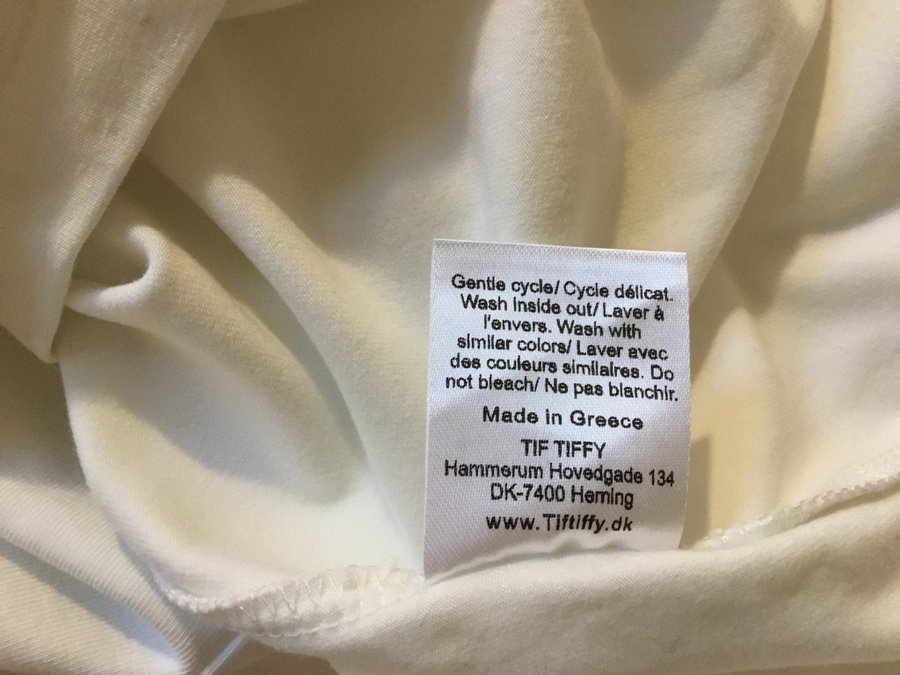 Gentle cycle/ Cycle délicat.
Wash inside out/ Laver à
l'envers. Wash with
similar colors/ Laver avec
des couleurs similaires. Do
not bleach/ Ne pas blanchir.
Made in Greece
TIF TIFFY
Hammerum Hovedgade 134
DK-7400 Herning
www.Tiftiffy.dk